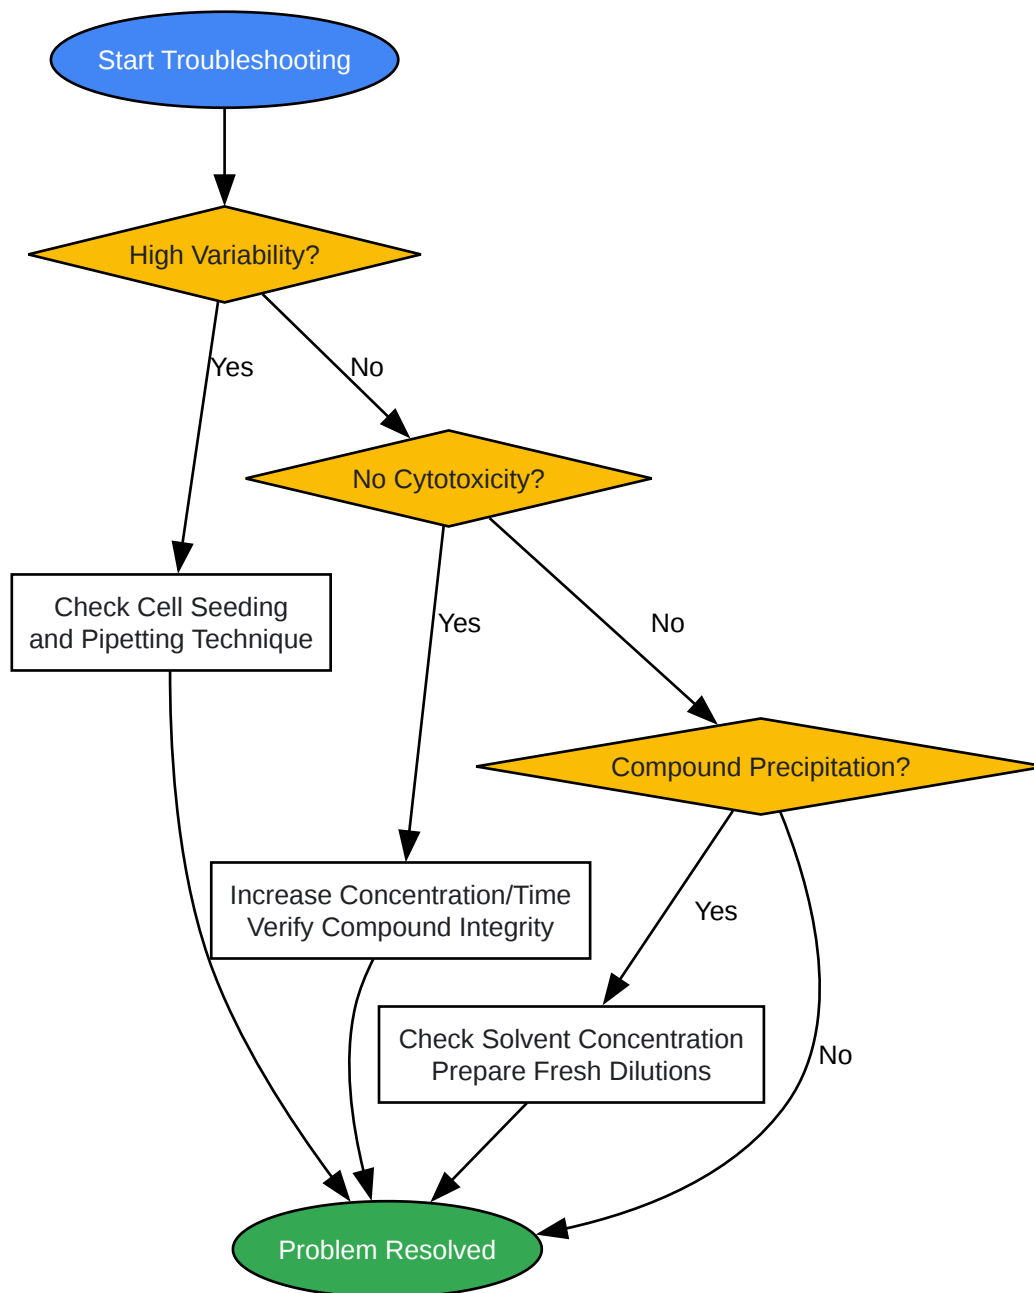 Start Troubleshooting
High Variability?
Yes
No
No Cytotoxicity?
Check Cell Seeding
and Pipetting Technique
Yes
No
Compound Precipitation?
Increase Concentration/Time
Verify Compound Integrity
Yes
Check Solvent Concentration
Prepare Fresh Dilutions
No
Problem Resolved